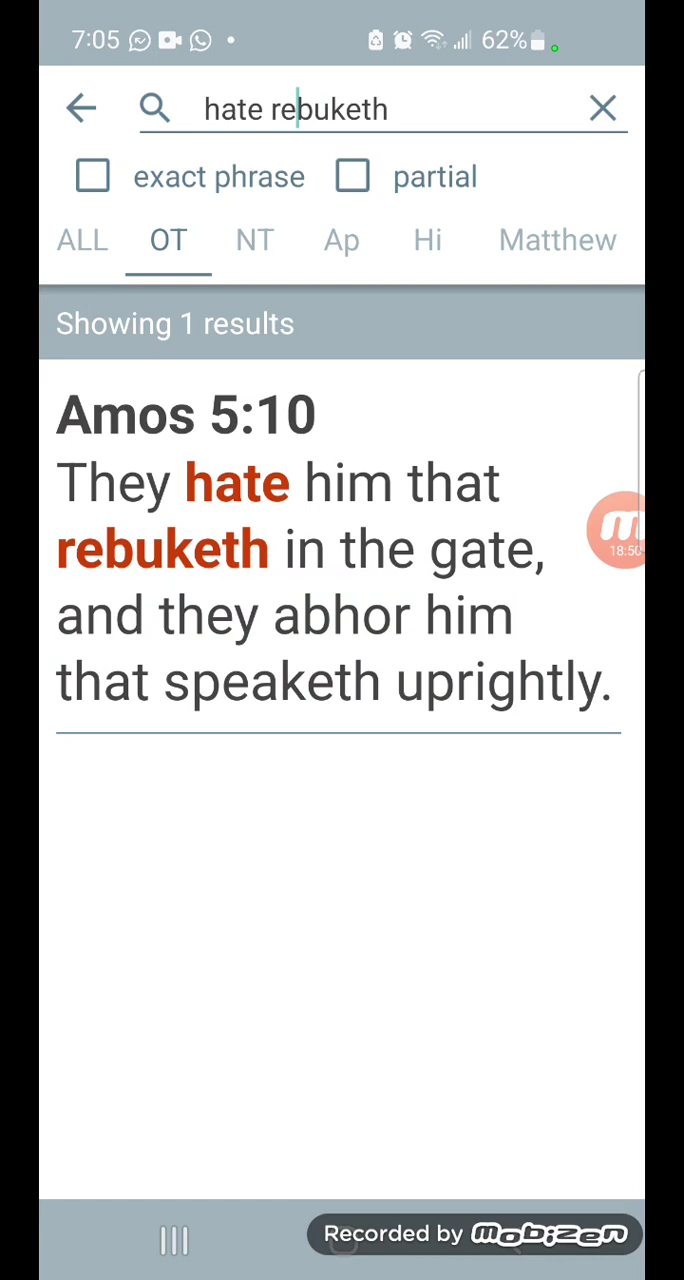 7:05 62%
hate rebuketh
exact phrase partial
ALL OT NT Ap Hi Matthew
Showing 1 results
Amos 5:10
They hate him that
rebuketh in the gate,
18:50
and they abhor him
that speaketh uprightly.
Recorded by mobizen